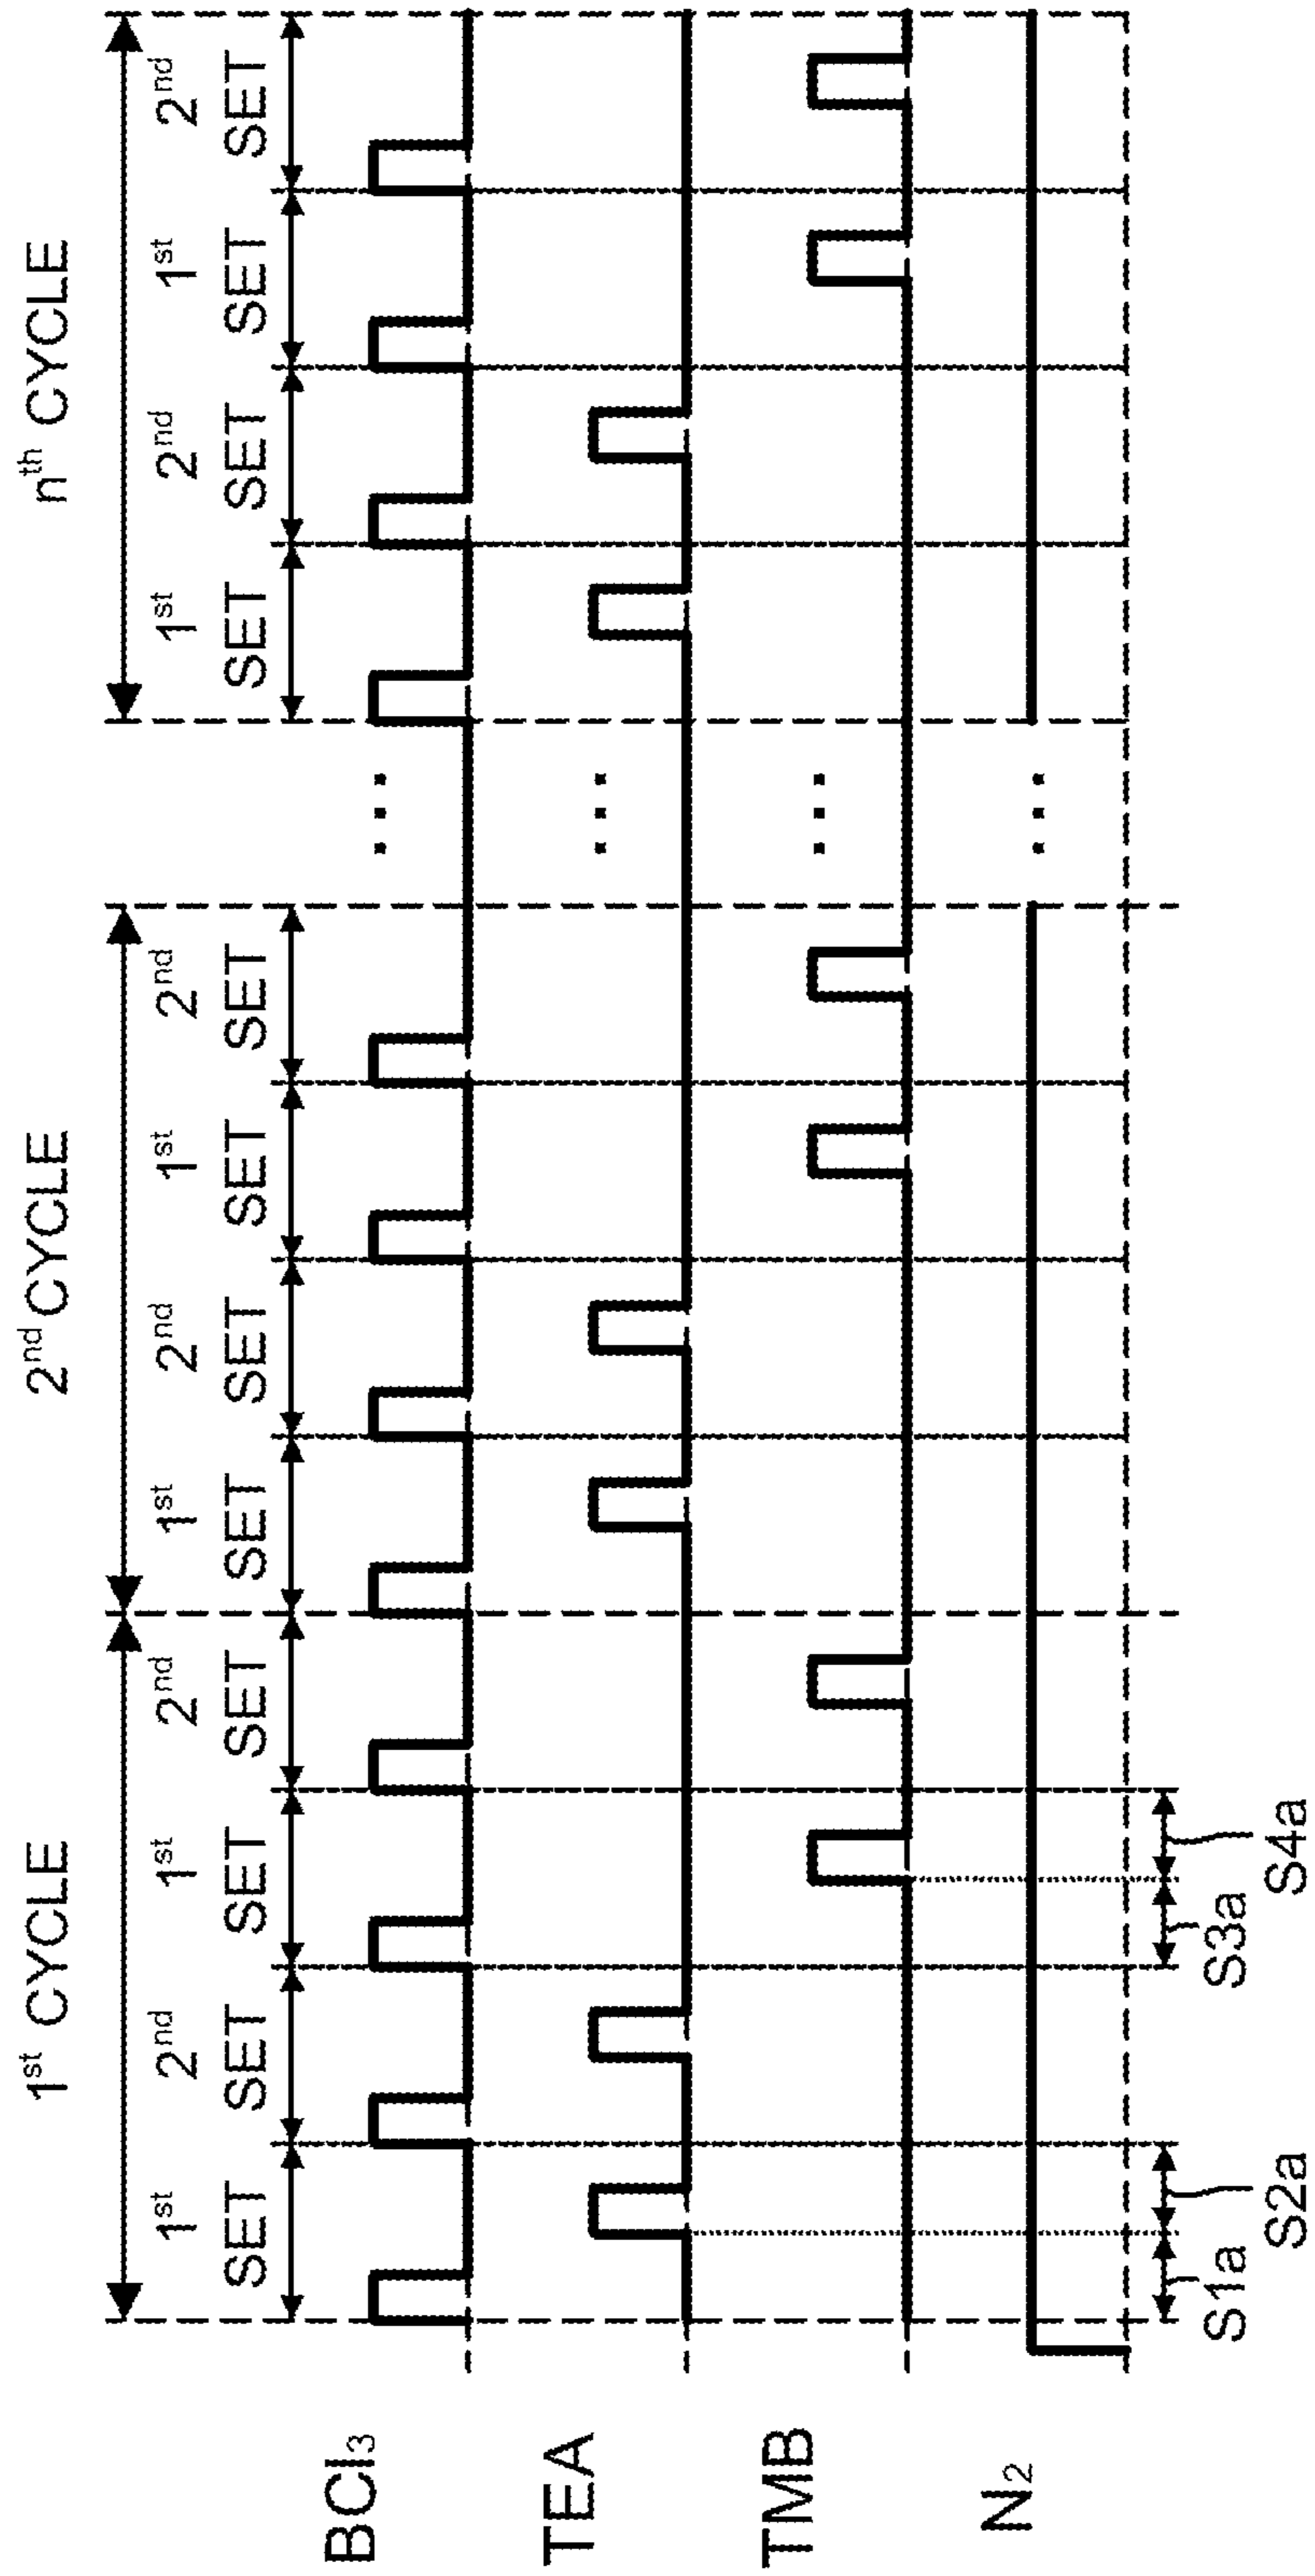 1st CYCLE 2nd CYCLE nth CYCLE
1st 2nd 1st 2nd 1st 2nd 1st 2nd 1st 2nd 1st 2nd
SET SET SET SET SET SET SET SET SET SET SET SET
BCl3 ... 
TEA ...
TMB ...
N2 ...
S1a S3a
S2a S4a